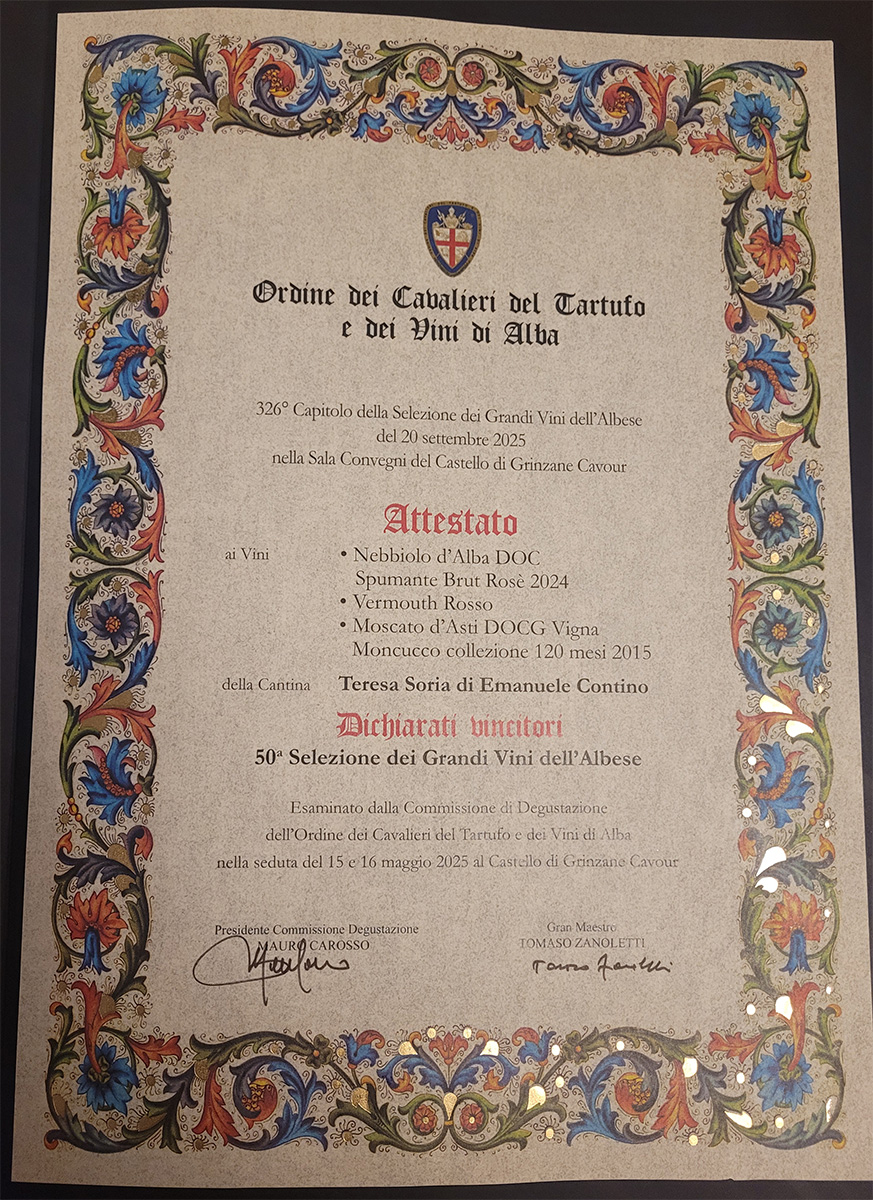 Ordine dei Cavalieri del Tartufo
e dei Vini di Alba
326° Capitolo della Selezione dei Grandi Vini dell'Albese
del 20 settembre 2025
nella Sala Convegni del Castello di Grinzane Cavour
Attestato
ai Vini • Nebbiolo d'Alba DOC
Spumante Brut Rosè 2024
• Vermouth Rosso
• Moscato d'Asti DOCG Vigna
Moncucco collezione 120 mesi 2015
della Cantina Teresa Soria di Emanuele Contino
Dichiarati vincitori
50ª Selezione dei Grandi Vini dell'Albese
Esaminato dalla Commissione di Degustazione
dell'Ordine dei Cavalieri del Tartufo e dei Vini di Alba
nella seduta del 15 e 16 maggio 2025 al Castello di Grinzane Cavour
Presidente Commissione Degustazione
MAURO CAROSSO
Gran Maestro
TOMASO ZANOLETTI